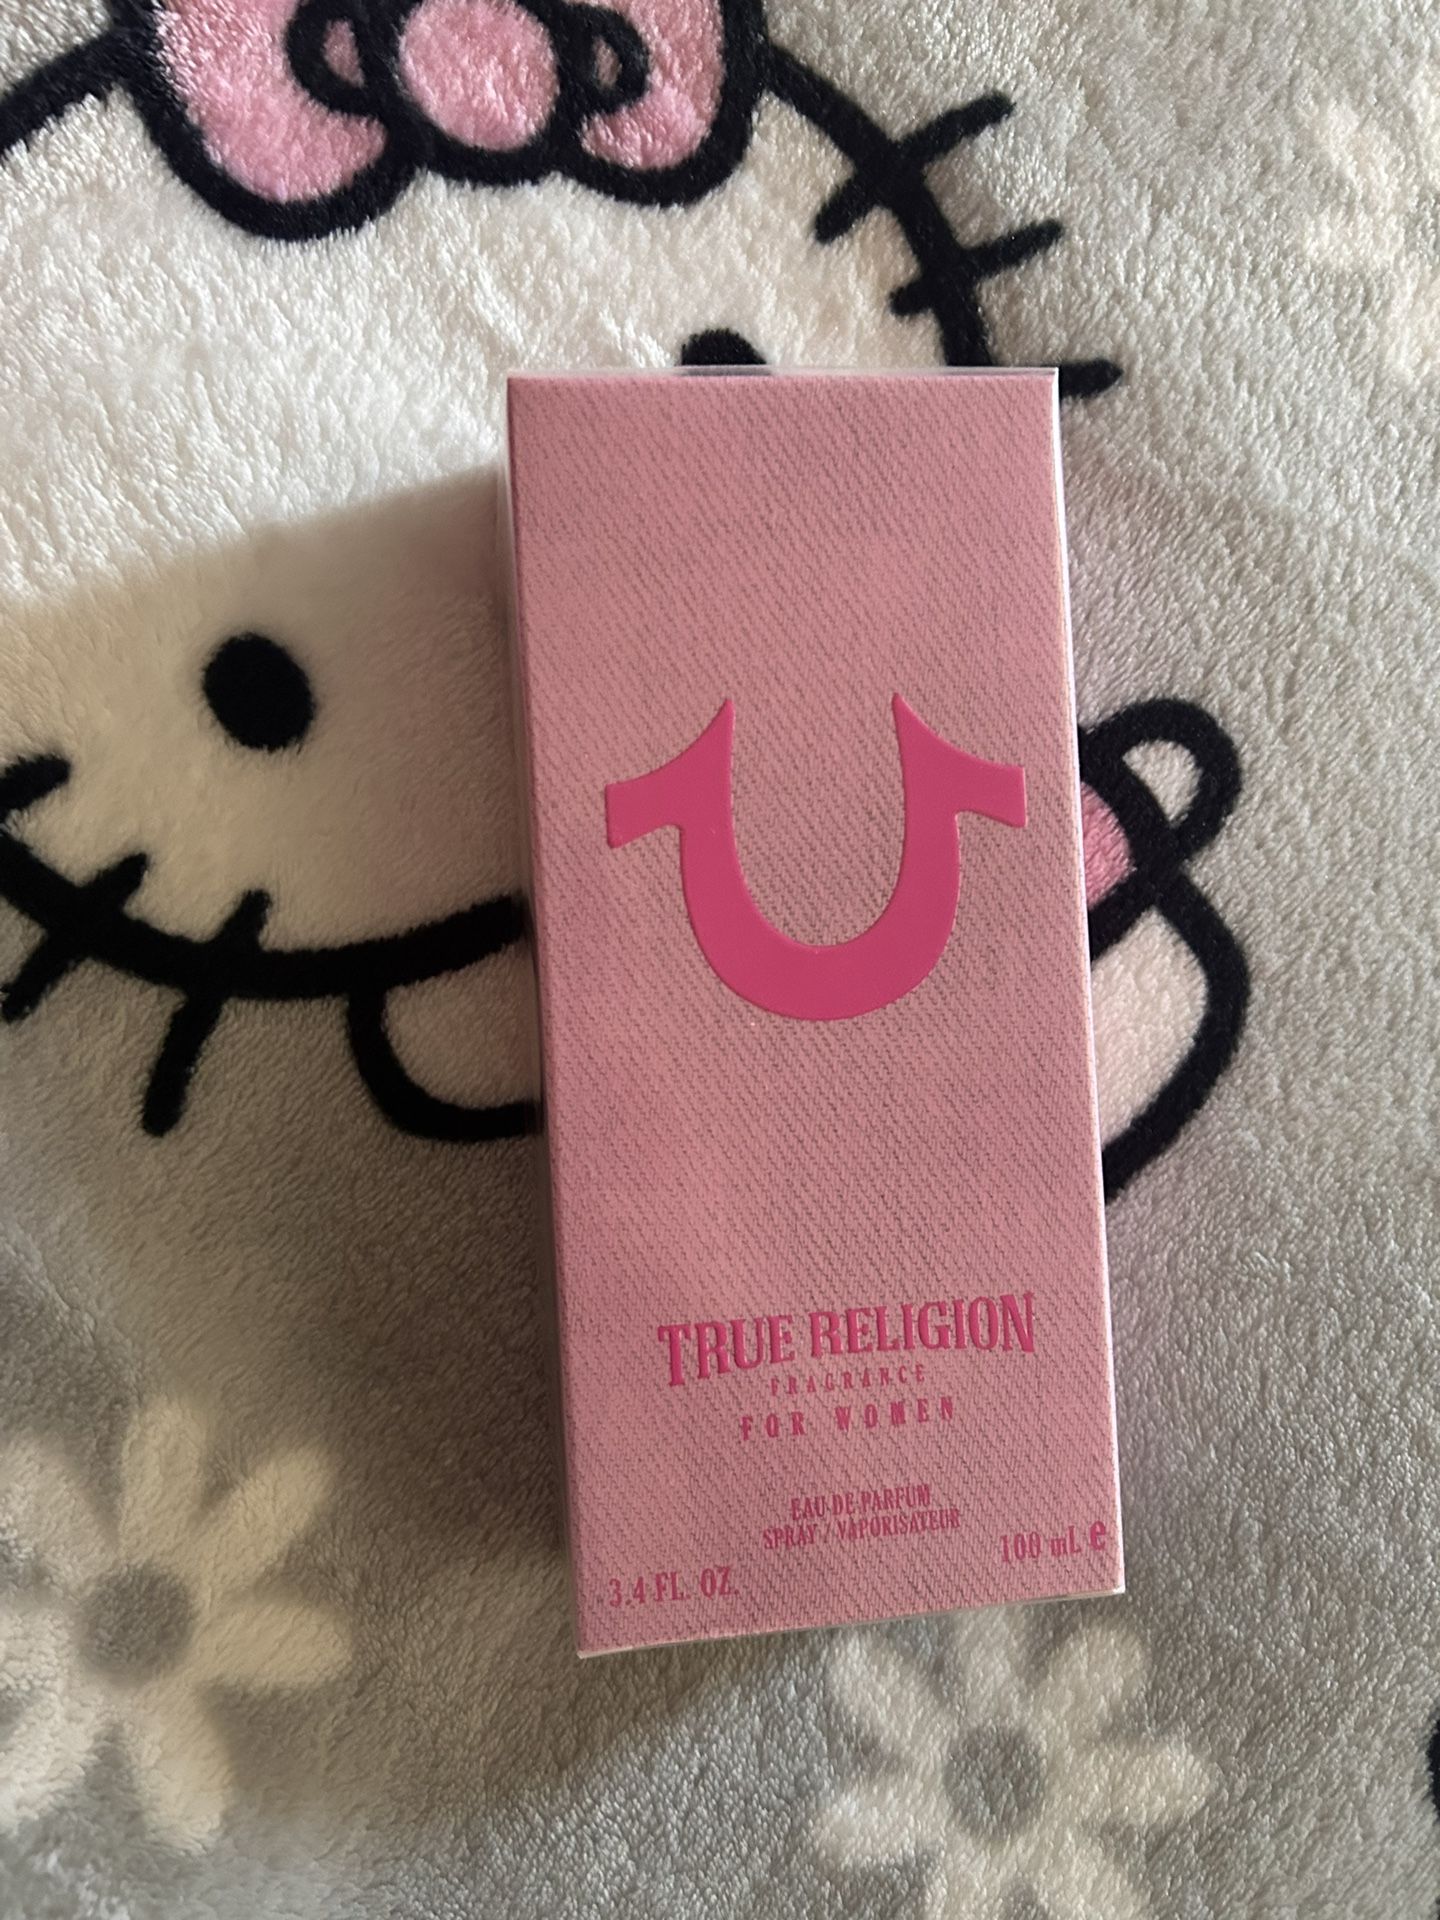 TRUE RELIGION
FRAGRANCE
FOR WOMEN
EAU DE PARFUM
SPRAY / VAPORISATEUR
3.4 FL. OZ. 100 mL e